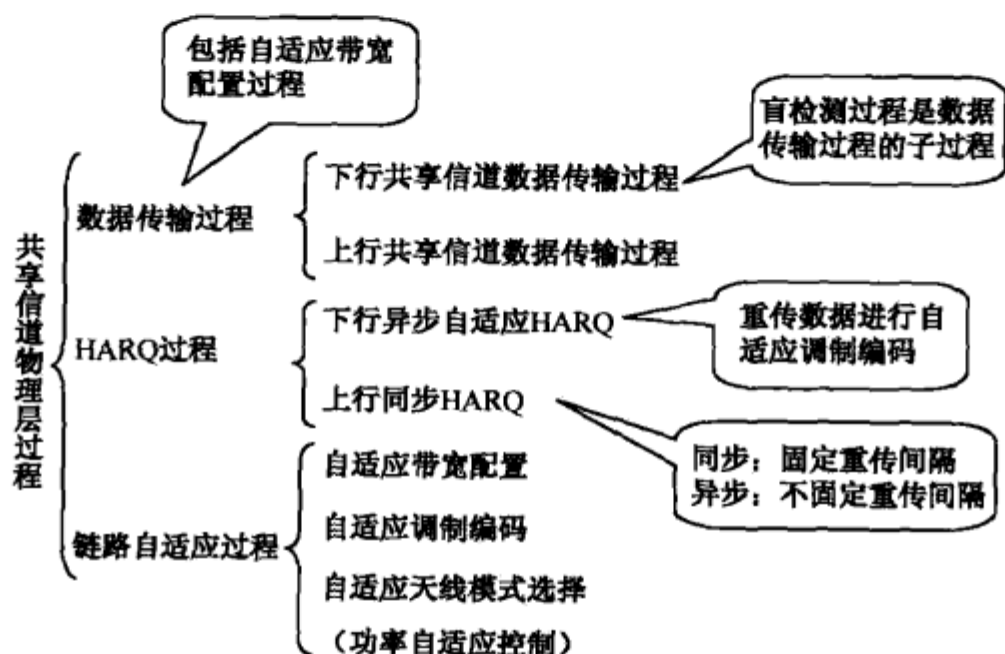 包括自适应带宽
配置过程
盲检测过程是数据
传输过程的子过程
共享信道物理层过程
数据传输过程
下行共享信道数据传输过程
上行共享信道数据传输过程
HARQ过程
下行异步自适应HARQ
重传数据进行自
适应调制编码
上行同步HARQ
同步：固定重传间隔
异步：不固定重传间隔
链路自适应过程
自适应带宽配置
自适应调制编码
自适应天线模式选择
（功率自适应控制）